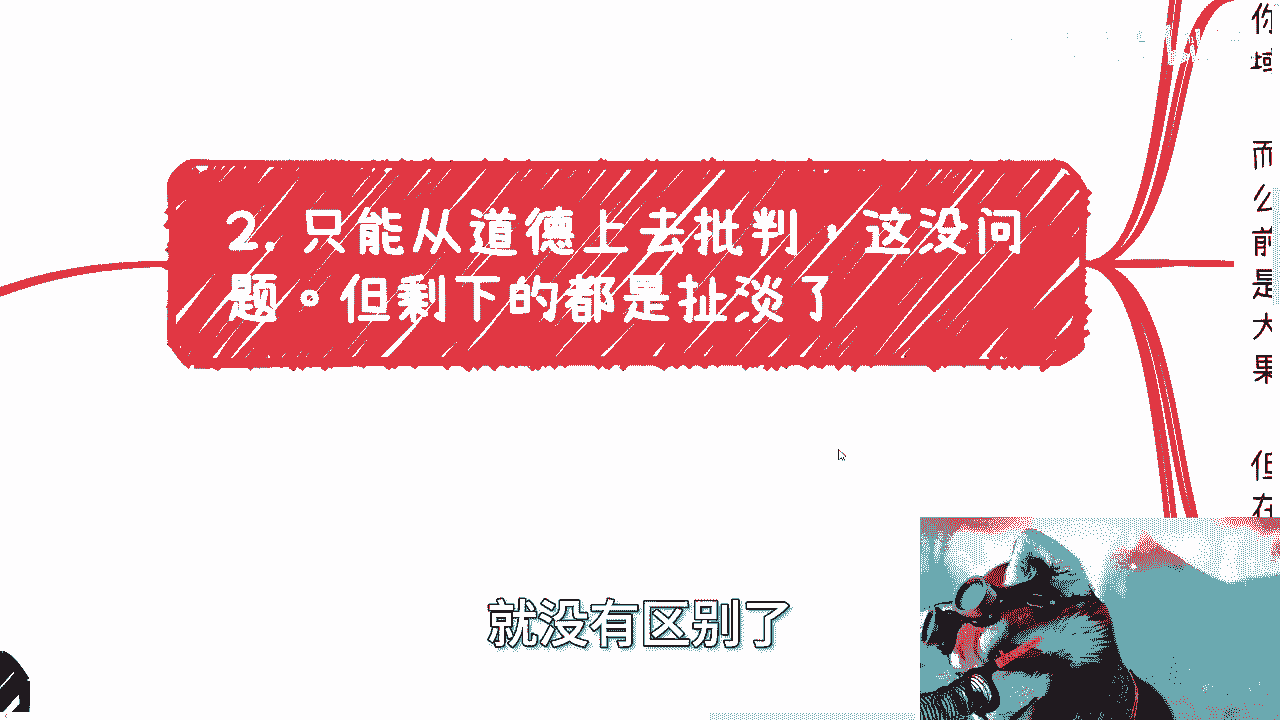 2. 只能从道德上去批判，这没问
题。但剩下的都是扯淡了
你
域
而
么
前
是
大
果
但
在
就没有区别了